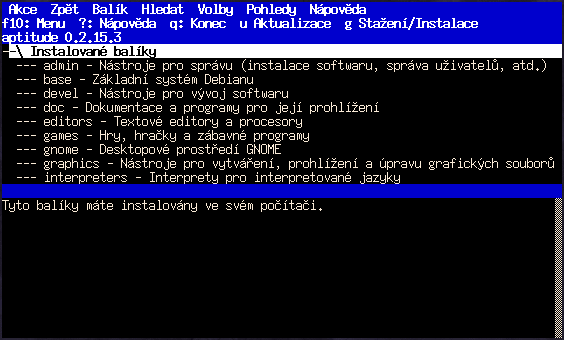 Akce Zpět Balík Hledat Volby Pohledy Nápověda
f10: Menu ?: Nápověda q: Konec u Aktualizace g Stažení/Instalace
aptitude 0.2.15.3
--\ Instalované balíky
--- admin - Nástroje pro správu (instalace softwaru, správa uživatelů, atd.)
--- base - Základní systém Debianu
--- devel - Nástroje pro vývoj softwaru
--- doc - Dokumentace a programy pro její prohlížení
--- editors - Textové editory a procesory
--- games - Hry, hračky a zábavné programy
--- gnome - Desktopové prostředí GNOME
--- graphics - Nástroje pro vytváření, prohlížení a úpravu grafických souborů
--- interpreters - Interprety pro interpretované jazyky
Tyto balíky máte instalovány ve svém počítači.